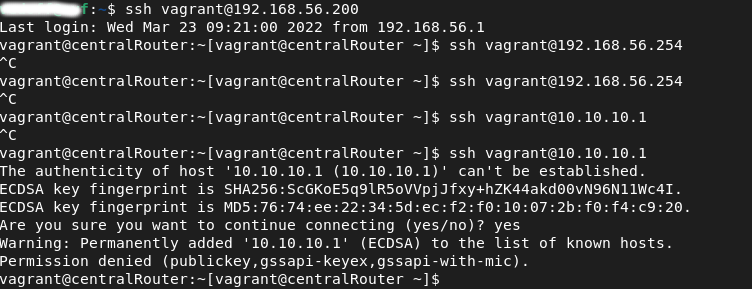 f:~$ ssh vagrant@192.168.56.200
Last login: Wed Mar 23 09:21:00 2022 from 192.168.56.1
vagrant@centralRouter:~[vagrant@centralRouter ~]$ ssh vagrant@192.168.56.254
^C
vagrant@centralRouter:~[vagrant@centralRouter ~]$ ssh vagrant@192.168.56.254
^C
vagrant@centralRouter:~[vagrant@centralRouter ~]$ ssh vagrant@10.10.10.1
^C
vagrant@centralRouter:~[vagrant@centralRouter ~]$ ssh vagrant@10.10.10.1
The authenticity of host '10.10.10.1 (10.10.10.1)' can't be established.
ECDSA key fingerprint is SHA256:ScGKoE5q9lR5oVVpjJfxy+hZK44akd00vN96N11Wc4I.
ECDSA key fingerprint is MD5:76:74:ee:22:34:5d:ec:f2:f0:10:07:2b:f0:f4:c9:20.
Are you sure you want to continue connecting (yes/no)? yes
Warning: Permanently added '10.10.10.1' (ECDSA) to the list of known hosts.
Permission denied (publickey,gssapi-keyex,gssapi-with-mic).
vagrant@centralRouter:~[vagrant@centralRouter ~]$